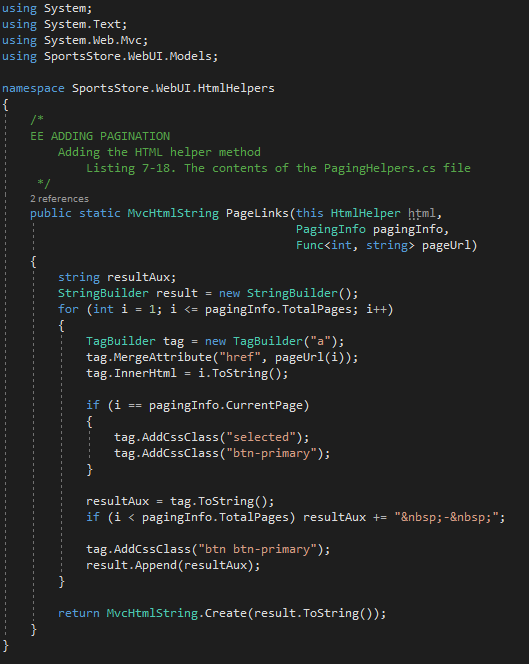 using System;
using System.Text;
using System.Web.Mvc;
using SportsStore.WebUI.Models;

namespace SportsStore.WebUI.HtmlHelpers
{
    /*
    EE ADDING PAGINATION
        Adding the HTML helper method
            Listing 7-18. The contents of the PagingHelpers.cs file
     */
    2 references
    public static MvcHtmlString PageLinks(this HtmlHelper html,
                                          PagingInfo pagingInfo,
                                          Func<int, string> pageUrl)
    {
        string resultAux;
        StringBuilder result = new StringBuilder();
        for (int i = 1; i <= pagingInfo.TotalPages; i++)
        {
            TagBuilder tag = new TagBuilder("a");
            tag.MergeAttribute("href", pageUrl(i));
            tag.InnerHtml = i.ToString();

            if (i == pagingInfo.CurrentPage)
            {
                tag.AddCssClass("selected");
                tag.AddCssClass("btn-primary");
            }

            resultAux = tag.ToString();
            if (i < pagingInfo.TotalPages) resultAux += "&nbsp;-&nbsp;";

            tag.AddCssClass("btn btn-primary");
            result.Append(resultAux);
        }

        return MvcHtmlString.Create(result.ToString());
    }
}